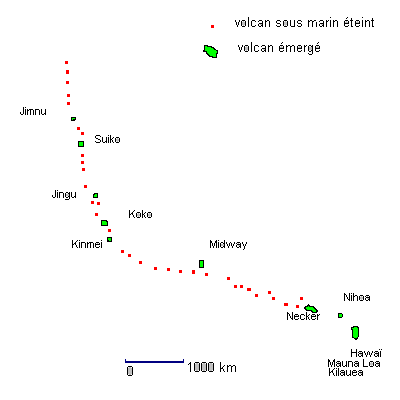 volcan sous marin éteint
volcan émergé
Jimnu
Suiko
Jingu
Koko
Kinmei
Midway
Nihoa
Necker
Hawaï
Mauna Loa
Kilauea
0
1000 km